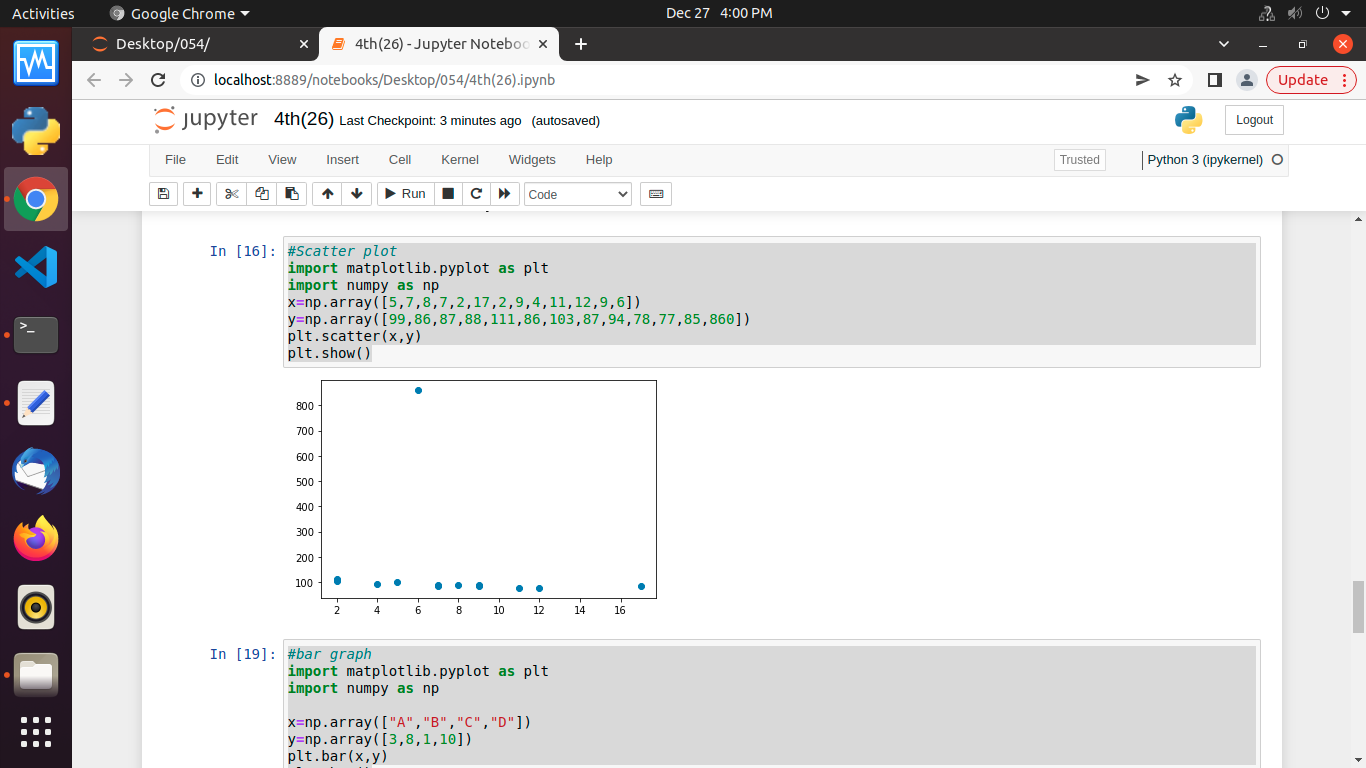 Activities
Google Chrome
Dec 27 4:00 PM
Desktop/054/
4th(26) - Jupyter Noteboo
localhost:8889/notebooks/Desktop/054/4th(26).ipynb
Update
jupyter 4th(26) Last Checkpoint: 3 minutes ago (autosaved)
Logout
File Edit View Insert Cell Kernel Widgets Help
Trusted
Python 3 (ipykernel)
Run
Code
In [16]:
#Scatter plot
import matplotlib.pyplot as plt
import numpy as np
x=np.array([5,7,8,7,2,17,2,9,4,11,12,9,6])
y=np.array([99,86,87,88,111,86,103,87,94,78,77,85,860])
plt.scatter(x,y)
plt.show()
800
700
600
500
400
300
200
100
2 4 6 8 10 12 14 16
In [19]:
#bar graph
import matplotlib.pyplot as plt
import numpy as np
x=np.array(["A","B","C","D"])
y=np.array([3,8,1,10])
plt.bar(x,y)